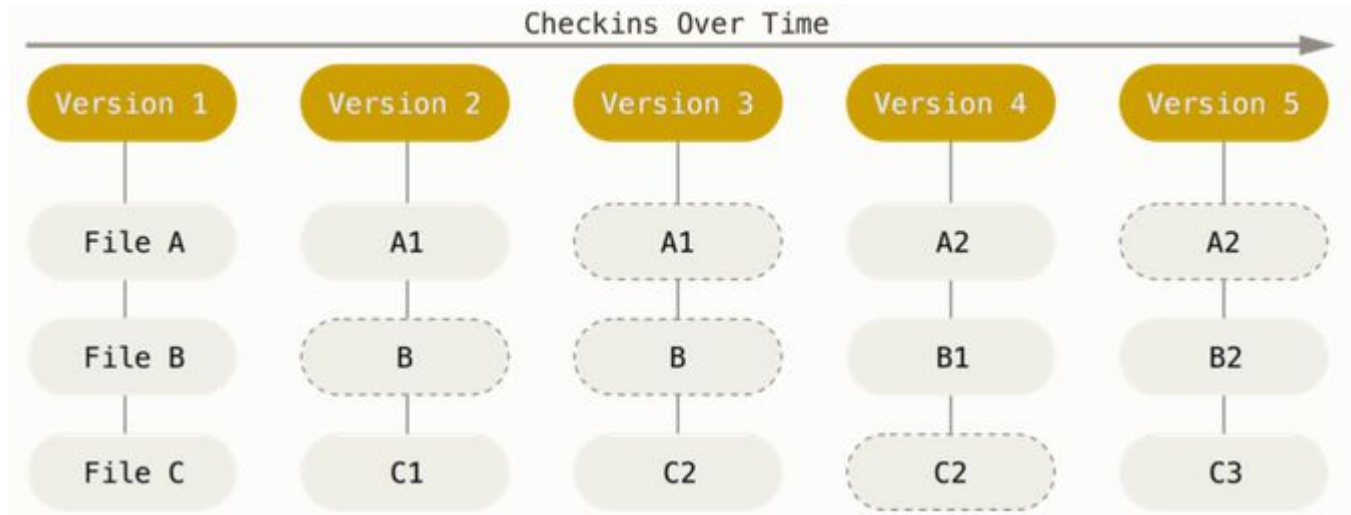 Checkins Over Time
Version 1 Version 2 Version 3 Version 4 Version 5
File A A1 A1 A2 A2
File B B B B1 B2
File C C1 C2 C2 C3